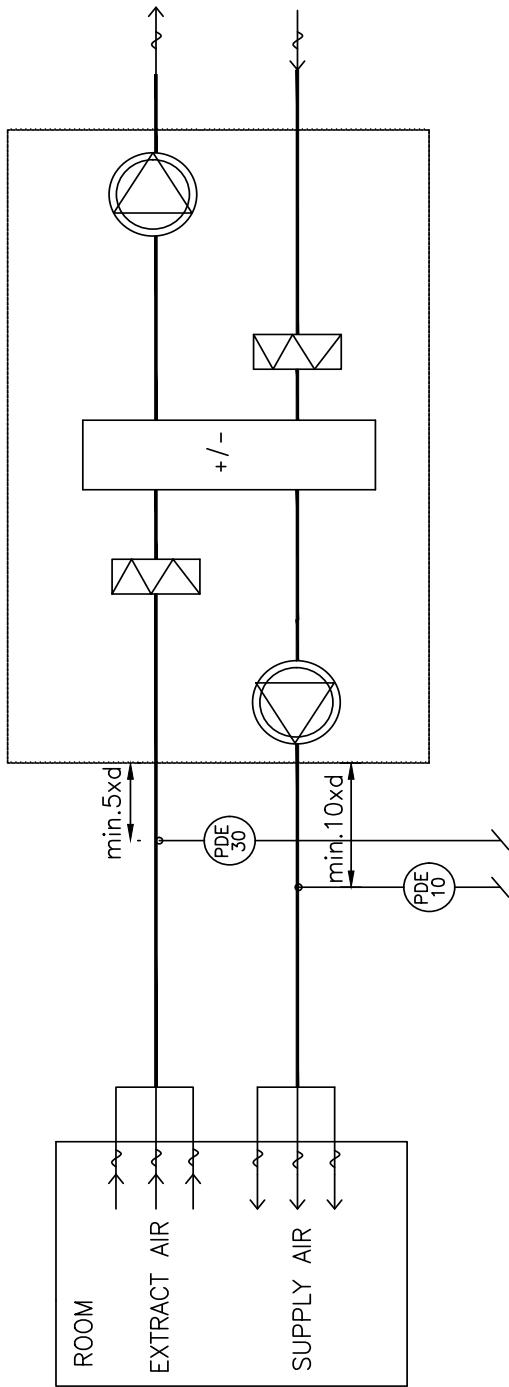 ROOM
EXTRACT AIR
SUPPLY AIR
min.5xd
PDE
30
min.10xd
PDE
10
+/-